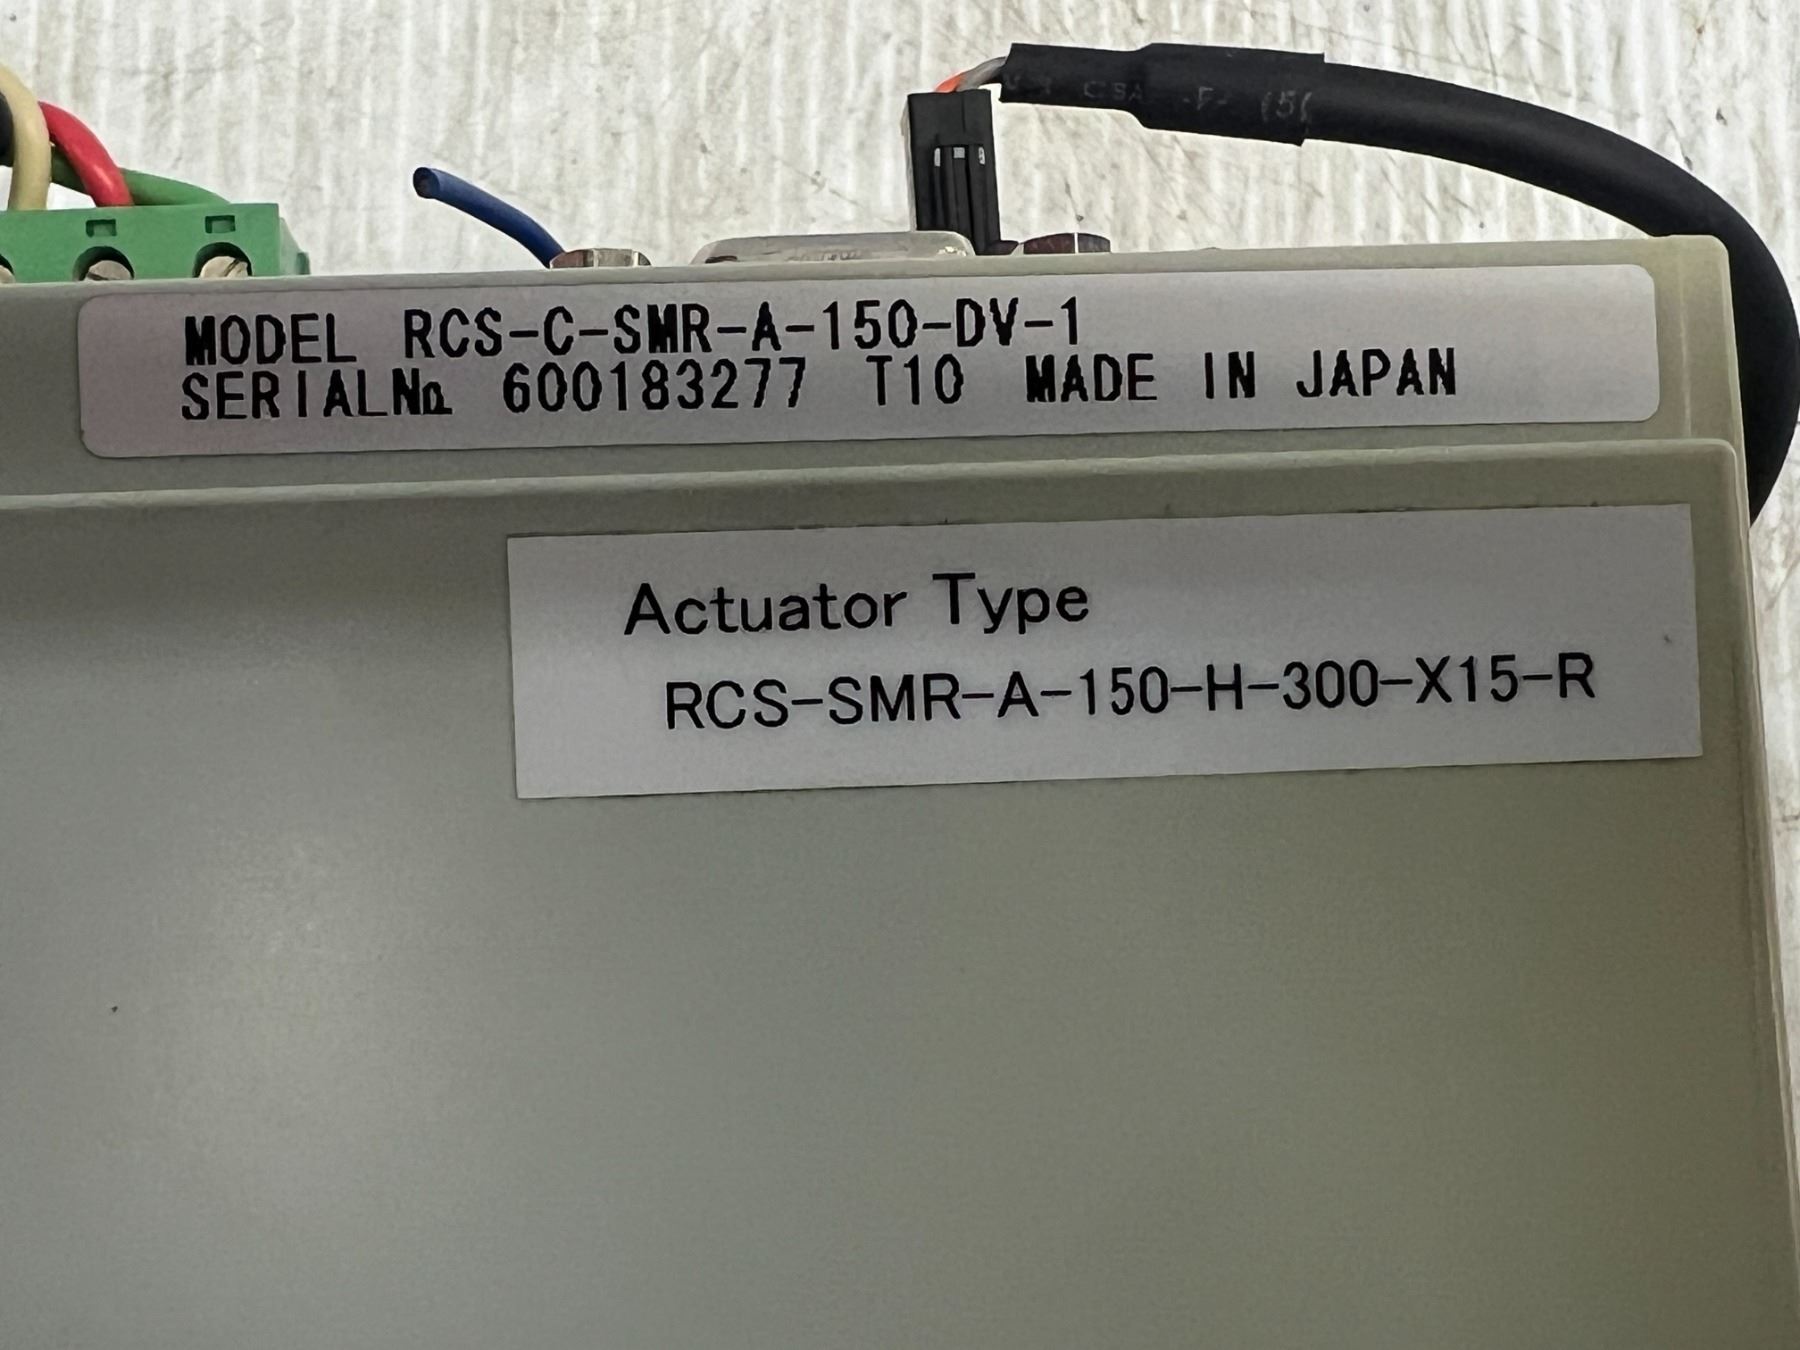 MODEL RCS-C-SMR-A-150-DV-1
SERIAL№ 600183277 T10 MADE IN JAPAN
Actuator Type
RCS-SMR-A-150-H-300-X15-R